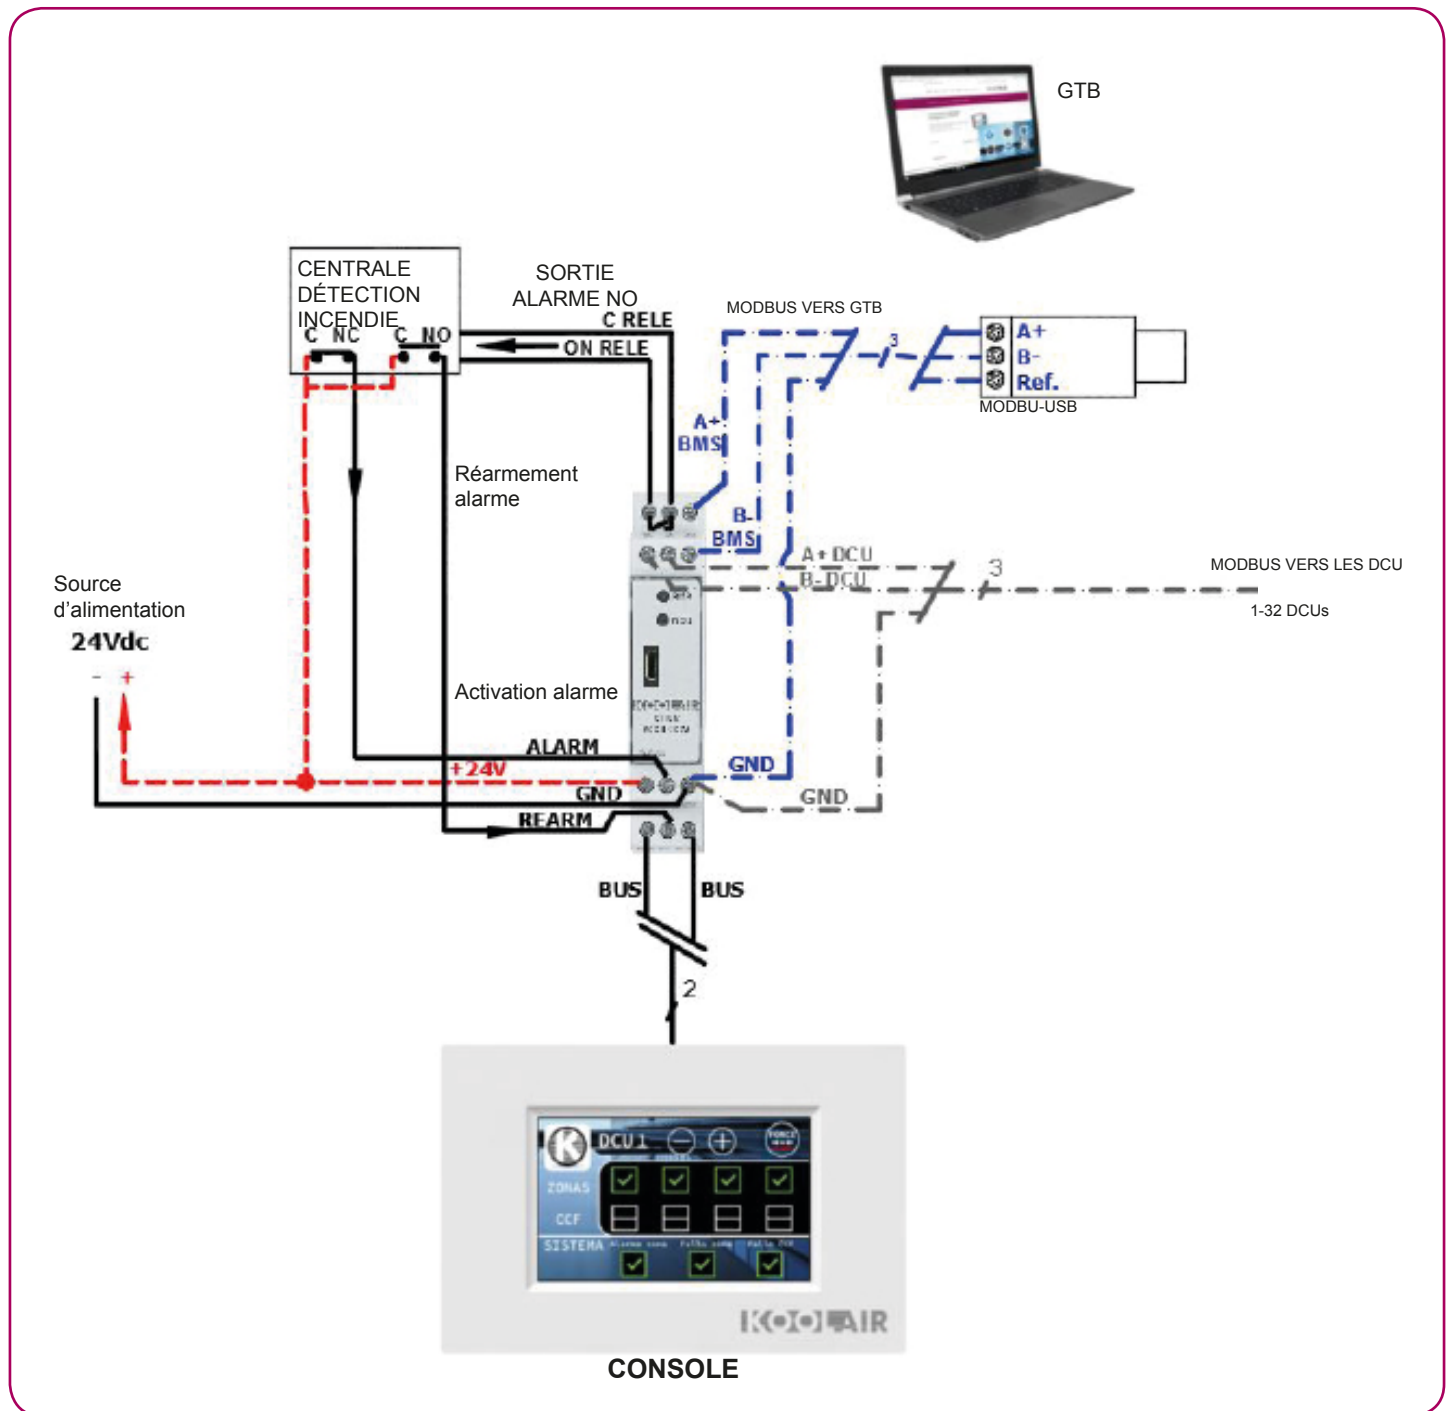 GTB
CENTRALE
DÉTECTION
INCENDIE
C NC C NO
SORTIE
ALARME NO
C RELE
ON RELE
MODBUS VERS GTB
3
A+
B-
Ref.
MODBU-USB
A+
BMS
B-
BMS
Réarmement
alarme
A+DCU
B-DCU
3
MODBUS VERS LES DCU
1-32 DCUs
Source
d'alimentation
24Vdc
- +
Activation alarme
ALARM
+24V
GND
REARM
GND
GND
BUS BUS
2
DCU 1
ZONAS
CCF
SISTEMA
KOOLAIR
CONSOLE